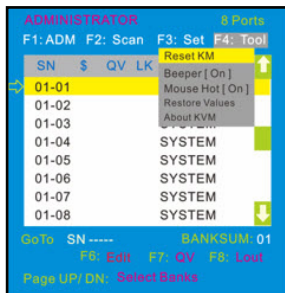 ADMINISTRATOR 8 Ports
F1: ADM F2: Scan F3: Set F4: Tool
SN $ QV LK Reset KM
Beeper [ On ]
01-01 Mouse Hot [ On ]
01-02 Restore Values
About KVM
01-03 SYSTEM
01-04 SYSTEM
01-05 SYSTEM
01-06 SYSTEM
01-07 SYSTEM
01-08 SYSTEM
GoTo SN ----- BANKSUM: 01
F6: Edit F7: QV F8: Lout
Page UP/ DN: Select Banks